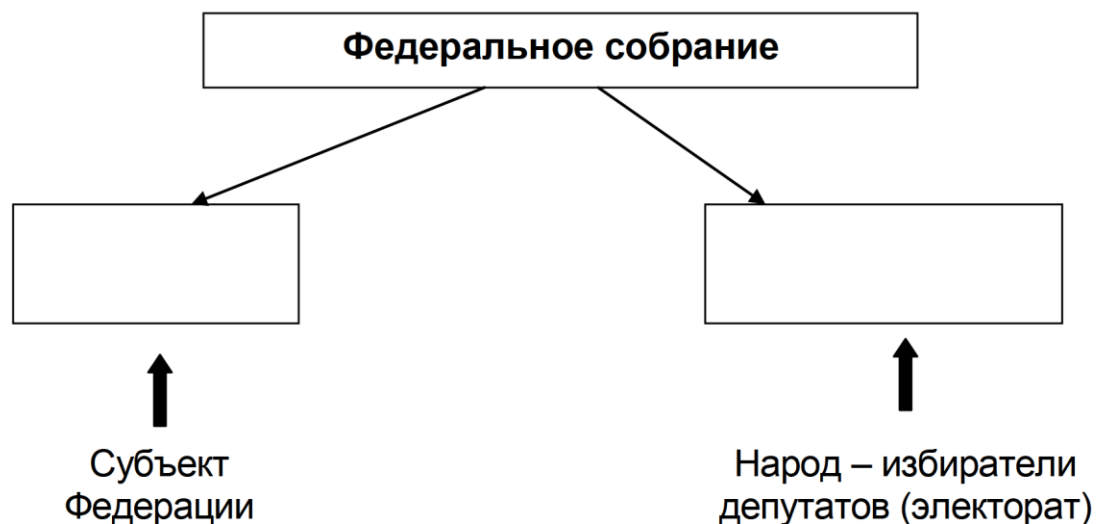 Федеральное собрание
Субъект
Федерации
Народ – избиратели
депутатов (электорат)